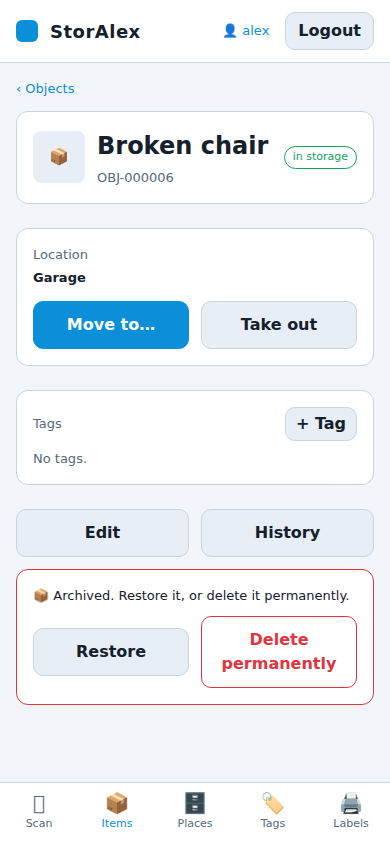 StorAlex
alex
Logout
‹ Objects
Broken chair
in storage
OBJ-000006
Location
Garage
Move to…
Take out
Tags
+ Tag
No tags.
Edit
History
Archived. Restore it, or delete it permanently.
Restore
Delete
permanently
Scan
Items
Places
Tags
Labels